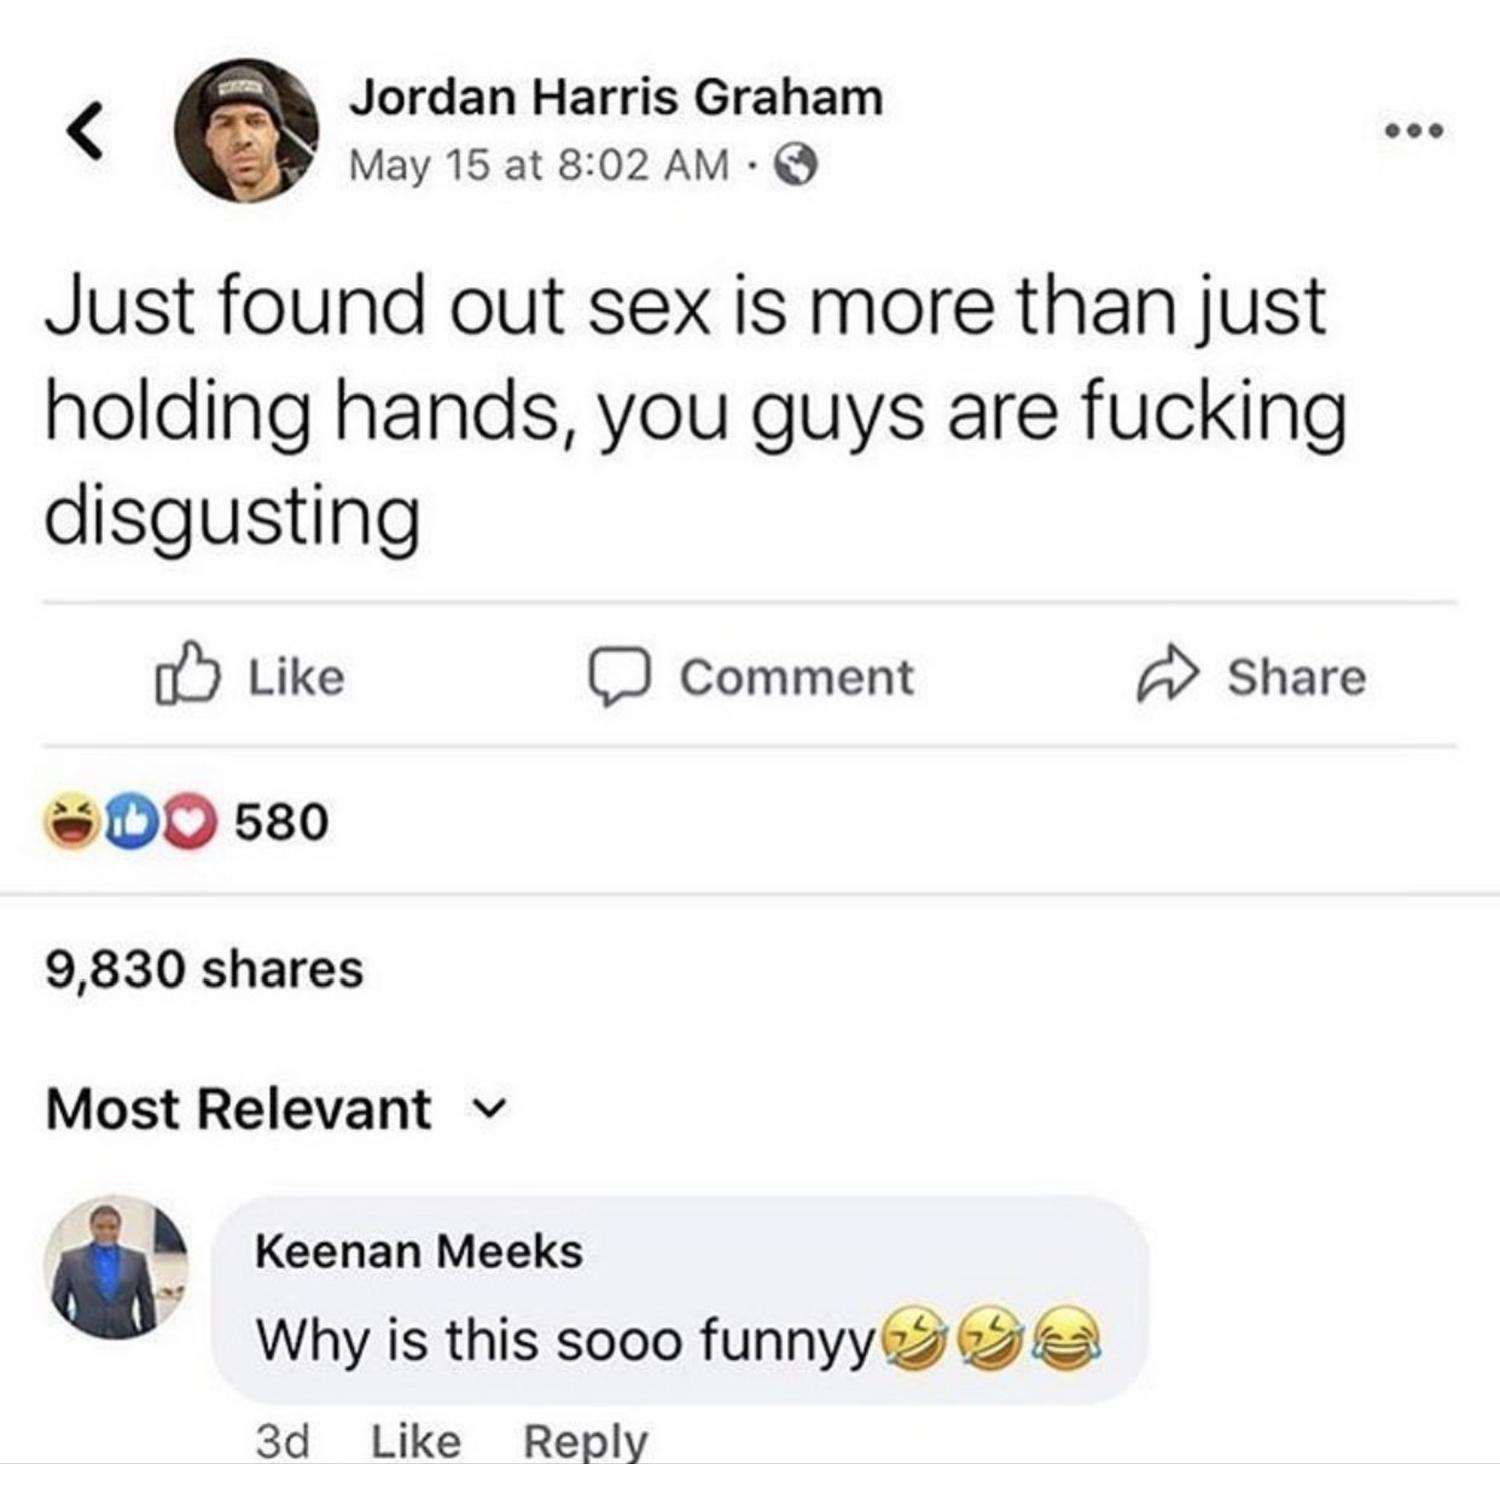 Jordan Harris Graham
May 15 at 8:02 AM ·
Just found out sex is more than just
holding hands, you guys are fucking
disgusting
Like Comment Share
580
9,830 shares
Most Relevant
Keenan Meeks
Why is this sooo funnyy🤣🤣😂
3d Like Reply